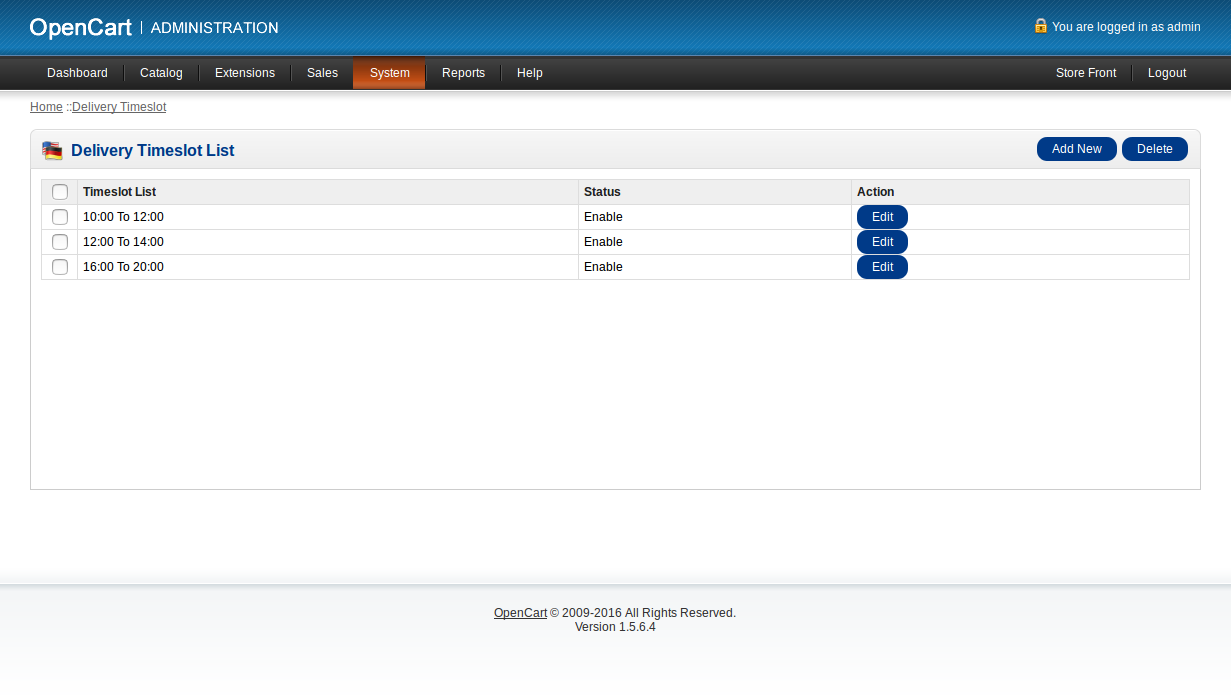 OpenCart | ADMINISTRATION
You are logged in as admin
Dashboard Catalog Extensions Sales System Reports Help Store Front Logout
Home ::Delivery Timeslot
Delivery Timeslot List
Add New Delete
Timeslot List Status Action
10:00 To 12:00 Enable Edit
12:00 To 14:00 Enable Edit
16:00 To 20:00 Enable Edit
OpenCart © 2009-2016 All Rights Reserved.
Version 1.5.6.4